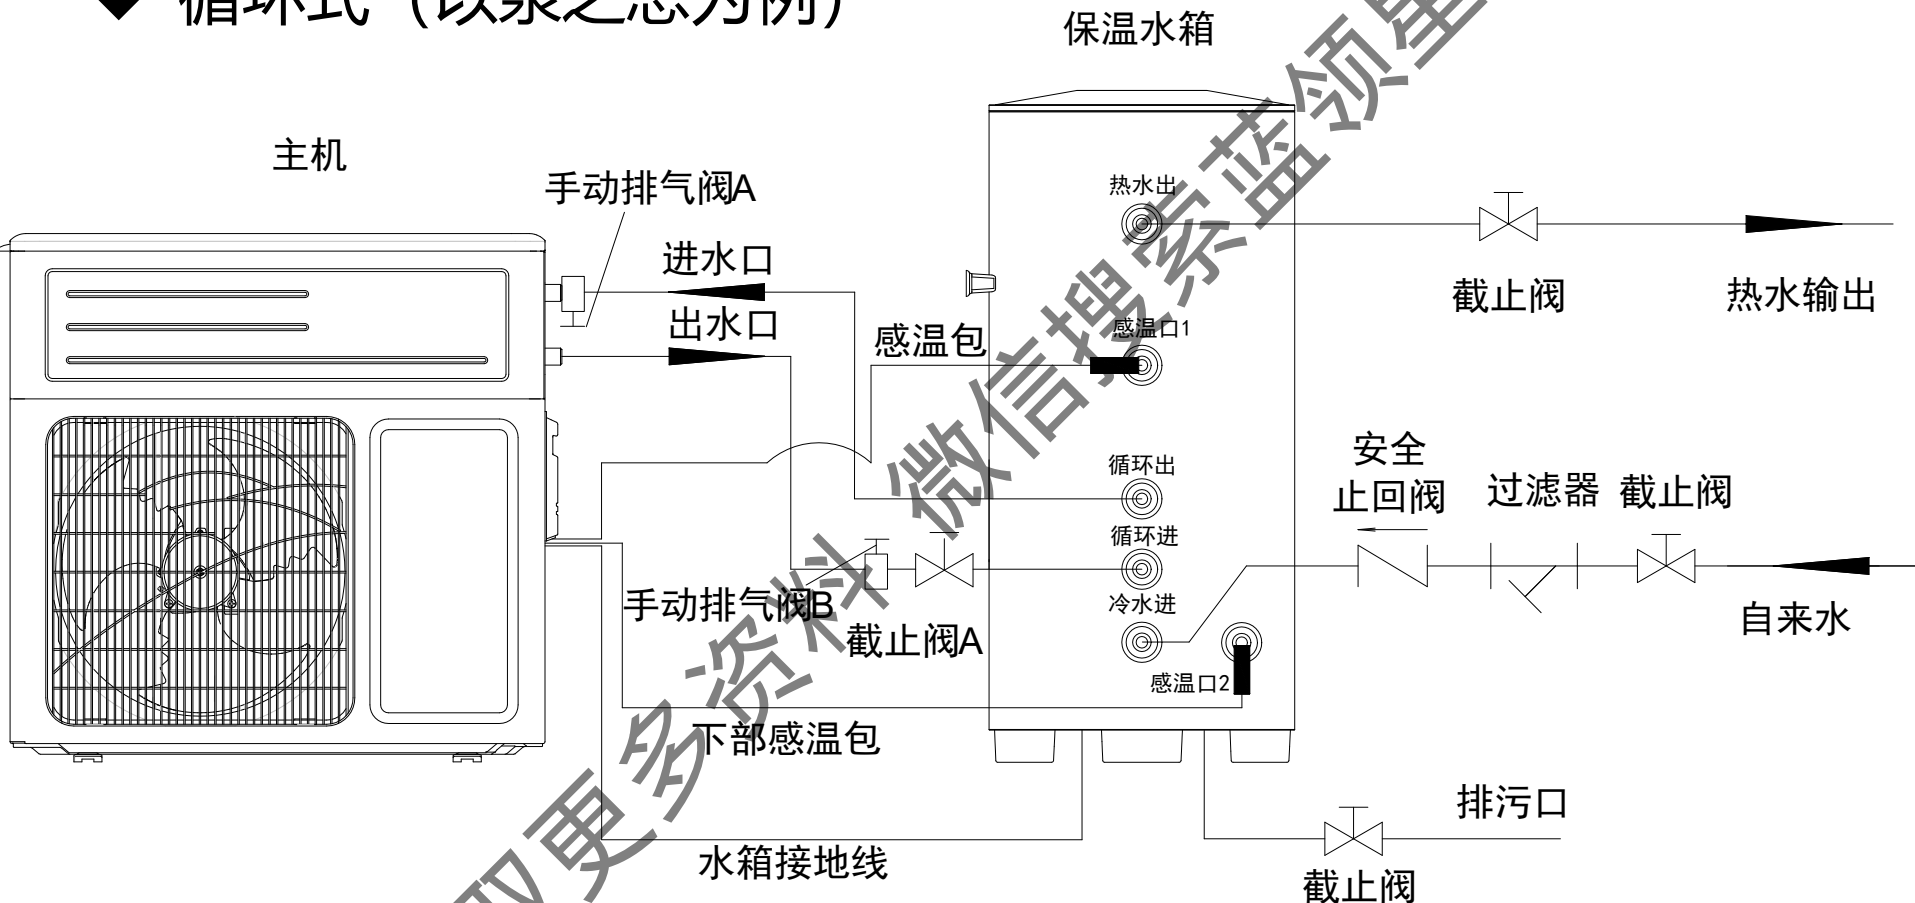 循环式（以泉之恋为例）
保温水箱
主机
手动排气阀A
热水出
进水口
截止阀
热水输出
出水口
感温口1
感温包
安全
止回阀
过滤器
截止阀
循环出
循环进
手动排气阀B
冷水进
自来水
截止阀A
感温口2
下部感温包
排污口
水箱接地线
截止阀
取更多资料 微信搜索蓝领星